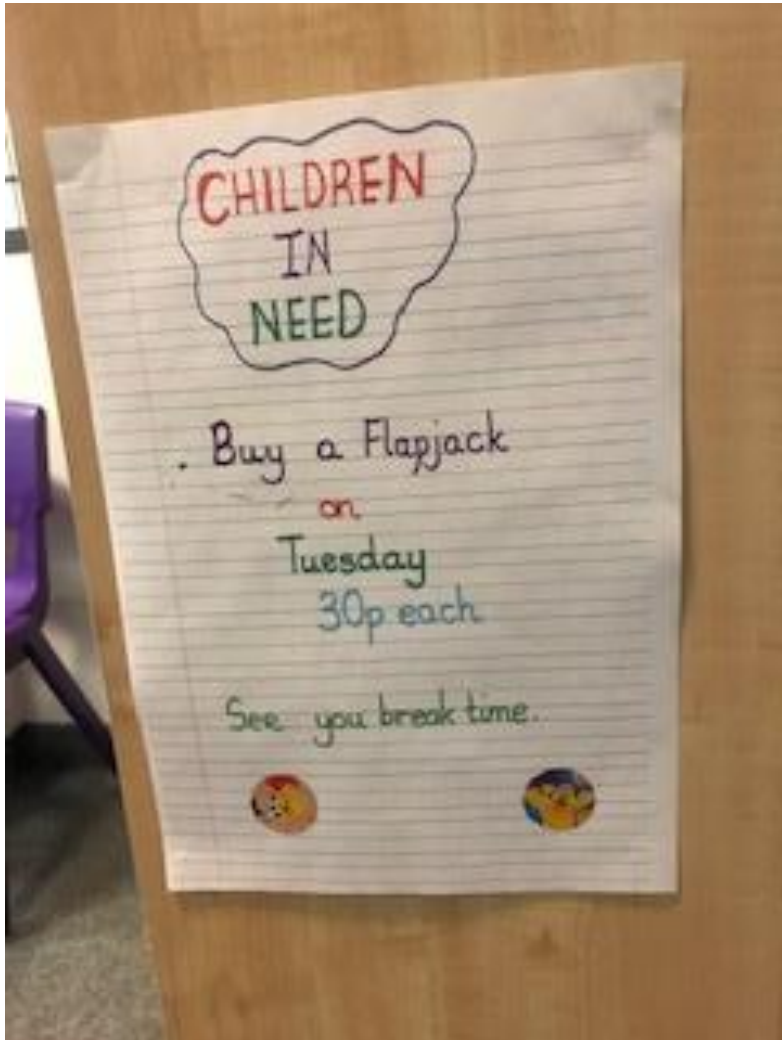 CHILDREN
IN
NEED
. Buy a Flapjack
on
Tuesday
30p each
See you break time.